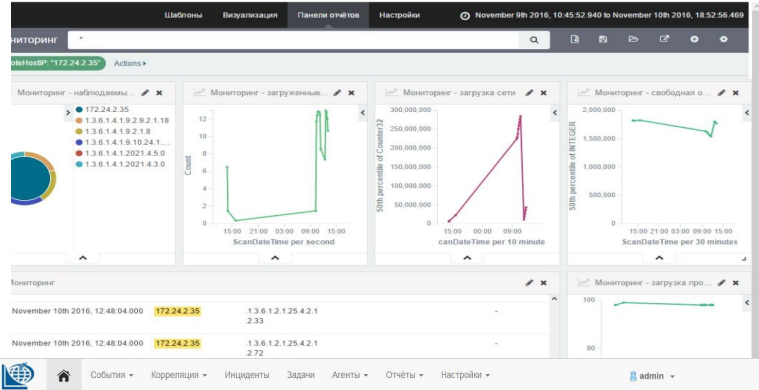 Шаблоны Визуализация Панели отчётов Настройки November 9th 2016, 10:45:52.940 to November 10th 2016, 18:52:56.469
ниторинг *
oteHostIP: "172.24.2.35" Actions
Мониторинг - наблюдаемы...
172.24.2.35
1.3.6.1.4.1.9.2.9.2.1.18
1.3.6.1.4.1.9.2.1.8
1.3.6.1.4.1.9.10.24.1....
1.3.6.1.4.1.2021.4.5.0
1.3.6.1.4.1.2021.4.3.0
Мониторинг - загруженные...
Count
12
10
8
6
4
2
0
15:00 21:00 03:00 09:00 15:00
ScanDateTime per second
Мониторинг - загрузка сети
50th percentile of Counter32
300,000,000
250,000,000
200,000,000
150,000,000
100,000,000
50,000,000
0
15:00 00:00 09:00
canDateTime per 10 minute
Мониторинг - свободная о...
50th percentile of INTEGER
2,000,000
1,500,000
1,000,000
500,000
0
15:00 21:00 03:00 09:00 15:00
ScanDateTime per 30 minutes
Мониторинг
November 10th 2016, 12:48:04.000 172.24.2.35 .1.3.6.1.2.1.25.4.2.1 -
.2.33
November 10th 2016, 12:48:04.000 172.24.2.35 .1.3.6.1.2.1.25.4.2.1 -
.2.72
Мониторинг - загрузка про...
100
80
События Корреляция Инциденты Задачи Агенты Отчёты Настройки admin